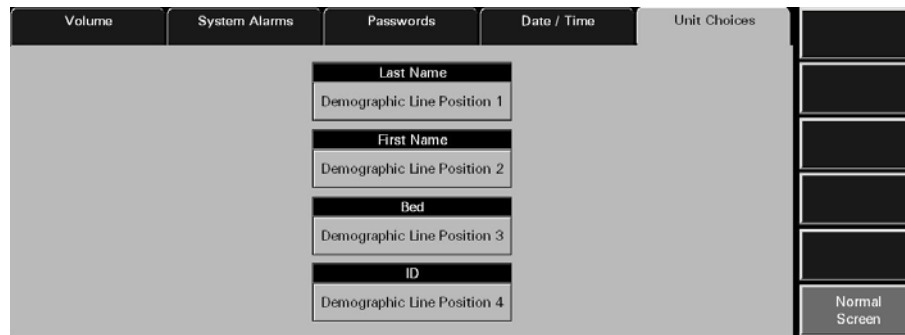 Volume
System Alarms
Passwords
Date / Time
Unit Choices
Last Name
Demographic Line Position 1
First Name
Demographic Line Position 2
Bed
Demographic Line Position 3
ID
Demographic Line Position 4
Normal
Screen